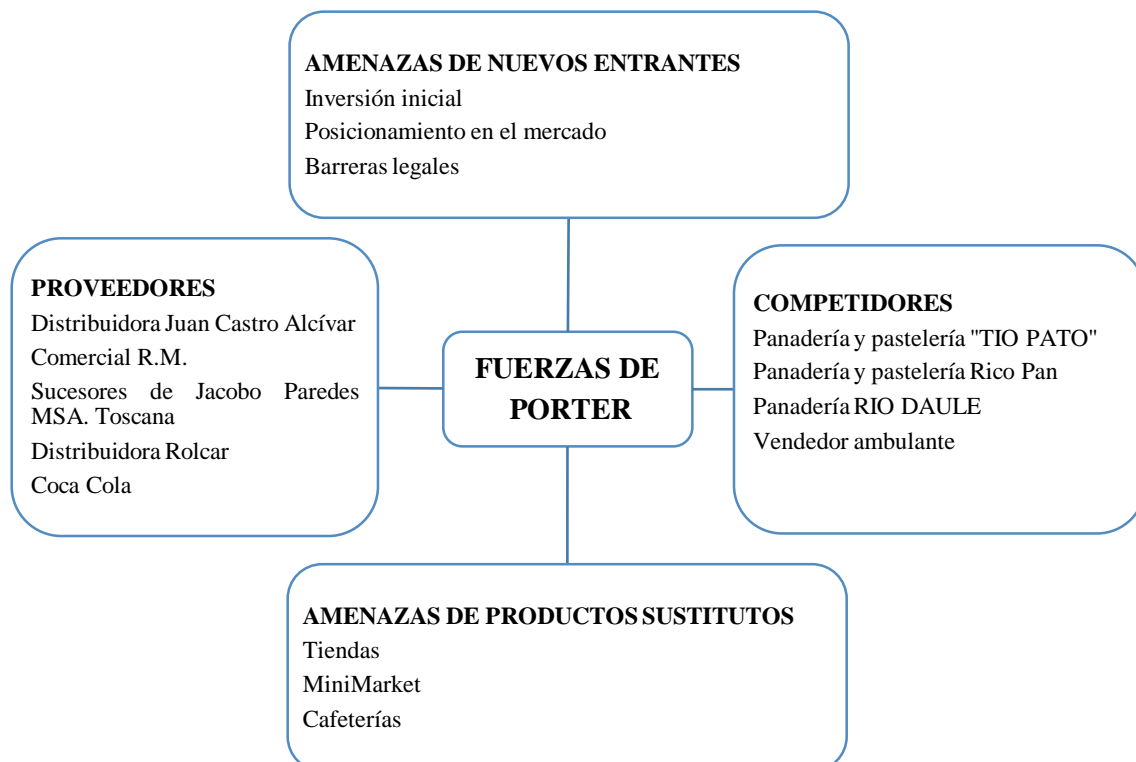 AMENAZAS DE NUEVOS ENTRANTES
Inversión inicial
Posicionamiento en el mercado
Barreras legales
PROVEEDORES
Distribuidora Juan Castro Alcívar
Comercial R.M.
Sucesores de Jacobo Paredes
MSA. Toscana
Distribuidora Rolcar
Coca Cola
FUERZAS DE
PORTER
COMPETIDORES
Panadería y pastelería "TIO PATO"
Panadería y pastelería Rico Pan
Panadería RIO DAULE
Vendedor ambulante
AMENAZAS DE PRODUCTOS SUSTITUTOS
Tiendas
MiniMarket
Cafeterías